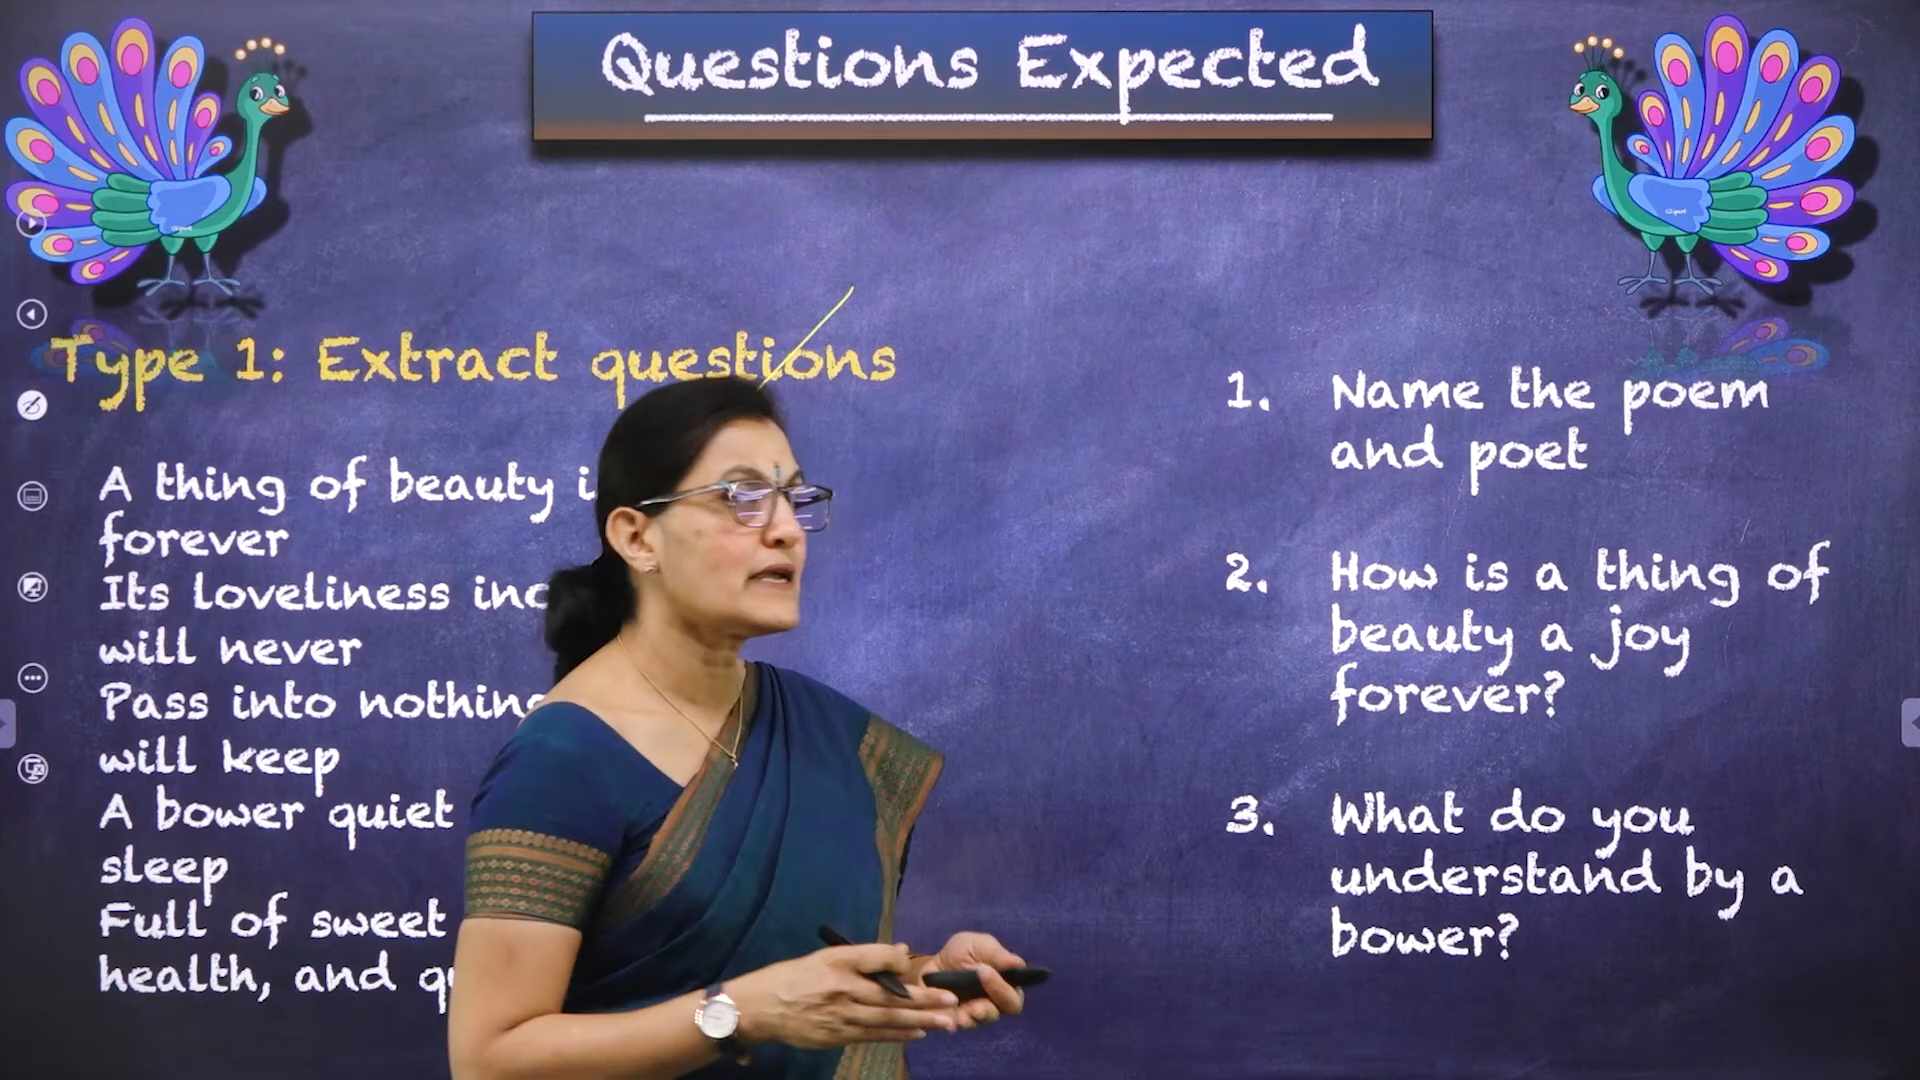 Questions Expected
Type 1: Extract questions
A thing of beauty
forever
Its loveliness
will never
Pass into
will keep
A bower quiet
sleep
Full of sweet
health, and
1. Name the poem
and poet
2. How is a thing of
beauty a joy
forever?
3. What do you
understand by a
bower?